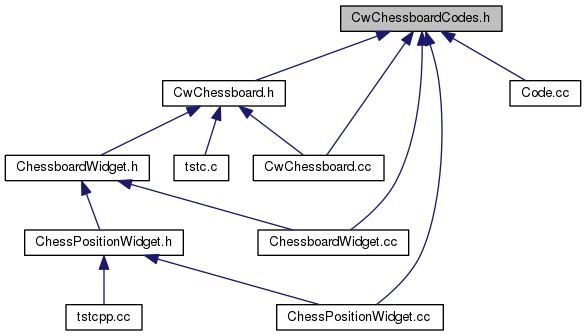 CwChessboardCodes.h
CwChessboard.h
Code.cc
ChessboardWidget.h
tstc.c
CwChessboard.cc
ChessPositionWidget.h
ChessboardWidget.cc
tstcpp.cc
ChessPositionWidget.cc